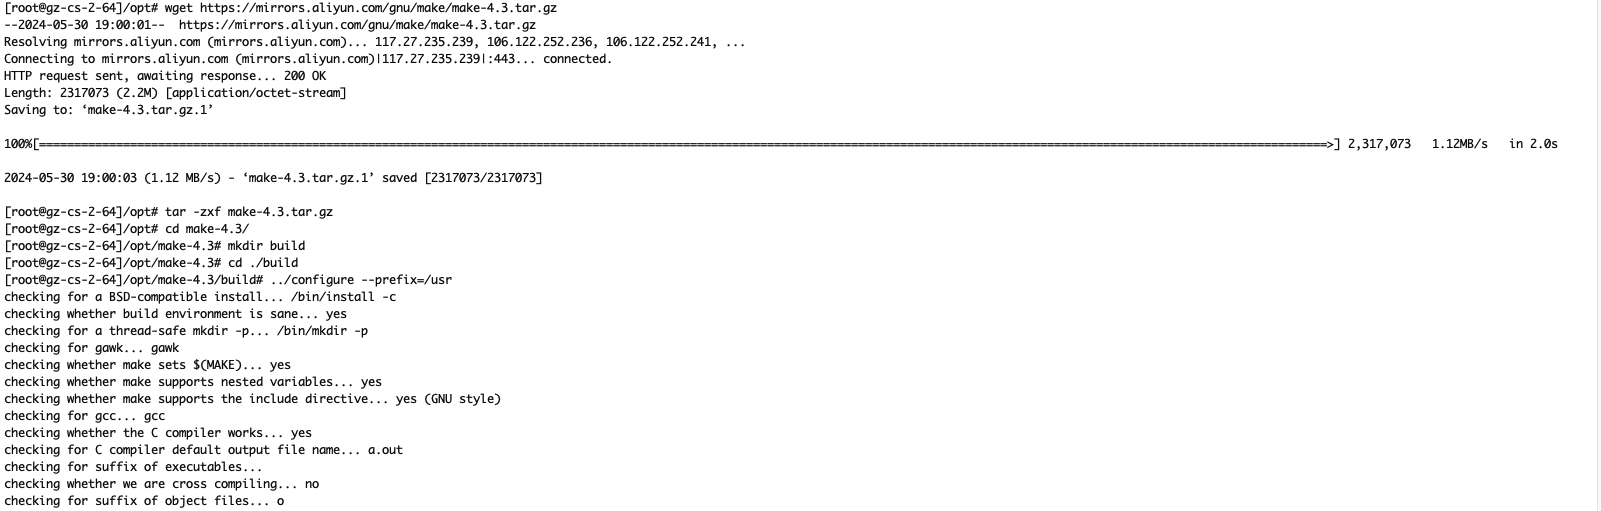 [root@gz-cs-2-64]/opt# wget https://mirrors.aliyun.com/gnu/make/make-4.3.tar.gz
--2024-05-30 19:00:01--  https://mirrors.aliyun.com/gnu/make/make-4.3.tar.gz
Resolving mirrors.aliyun.com (mirrors.aliyun.com)... 117.27.235.239, 106.122.252.236, 106.122.252.241, ...
Connecting to mirrors.aliyun.com (mirrors.aliyun.com)|117.27.235.239|:443... connected.
HTTP request sent, awaiting response... 200 OK
Length: 2317073 (2.2M) [application/octet-stream]
Saving to: ‘make-4.3.tar.gz.1’
100%[======================================================================================================================================================================================>] 2,317,073   1.12MB/s   in 2.0s
2024-05-30 19:00:03 (1.12 MB/s) - ‘make-4.3.tar.gz.1’ saved [2317073/2317073]
[root@gz-cs-2-64]/opt# tar -zxf make-4.3.tar.gz
[root@gz-cs-2-64]/opt# cd make-4.3/
[root@gz-cs-2-64]/opt/make-4.3# mkdir build
[root@gz-cs-2-64]/opt/make-4.3# cd ./build
[root@gz-cs-2-64]/opt/make-4.3/build# ../configure --prefix=/usr
checking for a BSD-compatible install... /bin/install -c
checking whether build environment is sane... yes
checking for a thread-safe mkdir -p... /bin/mkdir -p
checking for gawk... gawk
checking whether make sets $(MAKE)... yes
checking whether make supports nested variables... yes
checking whether make supports the include directive... yes (GNU style)
checking for gcc... gcc
checking whether the C compiler works... yes
checking for C compiler default output file name... a.out
checking for suffix of executables...
checking whether we are cross compiling... no
checking for suffix of object files... o